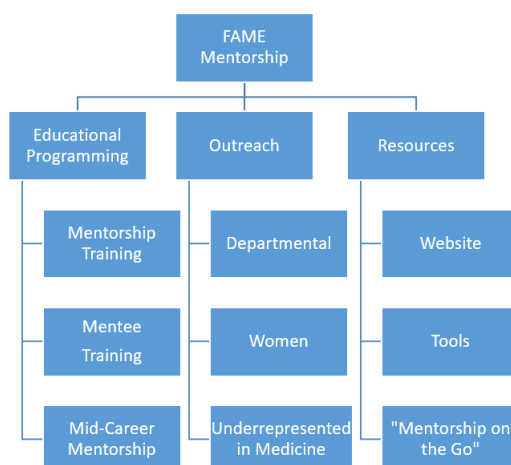 FAME
Mentorship
Educational
Programming
Outreach
Resources
Mentorship
Training
Departmental
Website
Mentee
Training
Women
Tools
Mid-Career
Mentorship
Underrepresented
in Medicine
"Mentorship on
the Go"